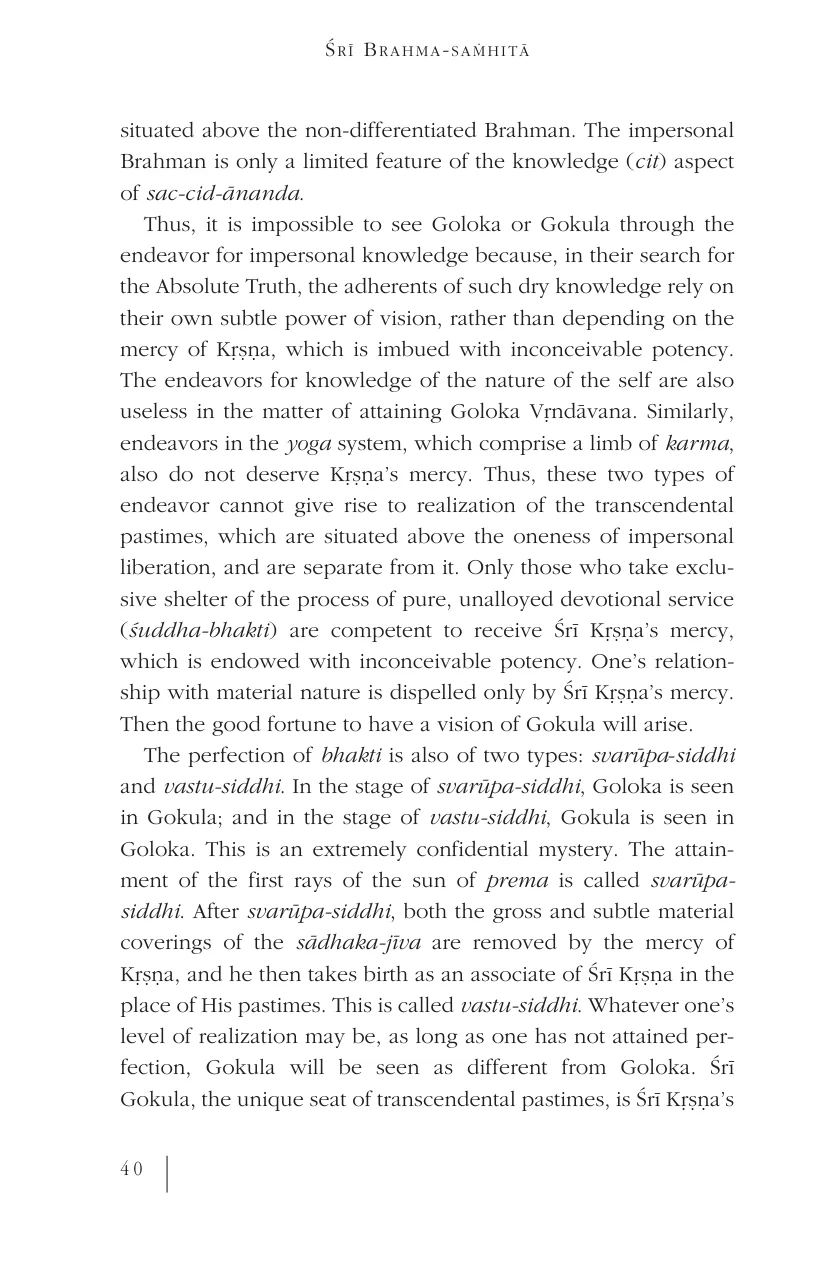 Śrī Brahma-saṁhitā
situated above the non-differentiated Brahman. The impersonal
Brahman is only a limited feature of the knowledge (cit) aspect
of sac-cid-ānanda.
Thus, it is impossible to see Goloka or Gokula through the
endeavor for impersonal knowledge because, in their search for
the Absolute Truth, the adherents of such dry knowledge rely on
their own subtle power of vision, rather than depending on the
mercy of Kṛṣṇa, which is imbued with inconceivable potency.
The endeavors for knowledge of the nature of the self are also
useless in the matter of attaining Goloka Vṛndāvana. Similarly,
endeavors in the yoga system, which comprise a limb of karma,
also do not deserve Kṛṣṇa's mercy. Thus, these two types of
endeavor cannot give rise to realization of the transcendental
pastimes, which are situated above the oneness of impersonal
liberation, and are separate from it. Only those who take exclu-
sive shelter of the process of pure, unalloyed devotional service
(śuddha-bhakti) are competent to receive Śrī Kṛṣṇa's mercy,
which is endowed with inconceivable potency. One's relation-
ship with material nature is dispelled only by Śrī Kṛṣṇa's mercy.
Then the good fortune to have a vision of Gokula will arise.
The perfection of bhakti is also of two types: svarūpa-siddhi
and vastu-siddhi. In the stage of svarūpa-siddhi, Goloka is seen
in Gokula; and in the stage of vastu-siddhi, Gokula is seen in
Goloka. This is an extremely confidential mystery. The attain-
ment of the first rays of the sun of prema is called svarūpa-
siddhi. After svarūpa-siddhi, both the gross and subtle material
coverings of the sādhaka-jīva are removed by the mercy of
Kṛṣṇa, and he then takes birth as an associate of Śrī Kṛṣṇa in the
place of His pastimes. This is called vastu-siddhi. Whatever one's
level of realization may be, as long as one has not attained per-
fection, Gokula will be seen as different from Goloka. Śrī
Gokula, the unique seat of transcendental pastimes, is Śrī Kṛṣṇa's
40